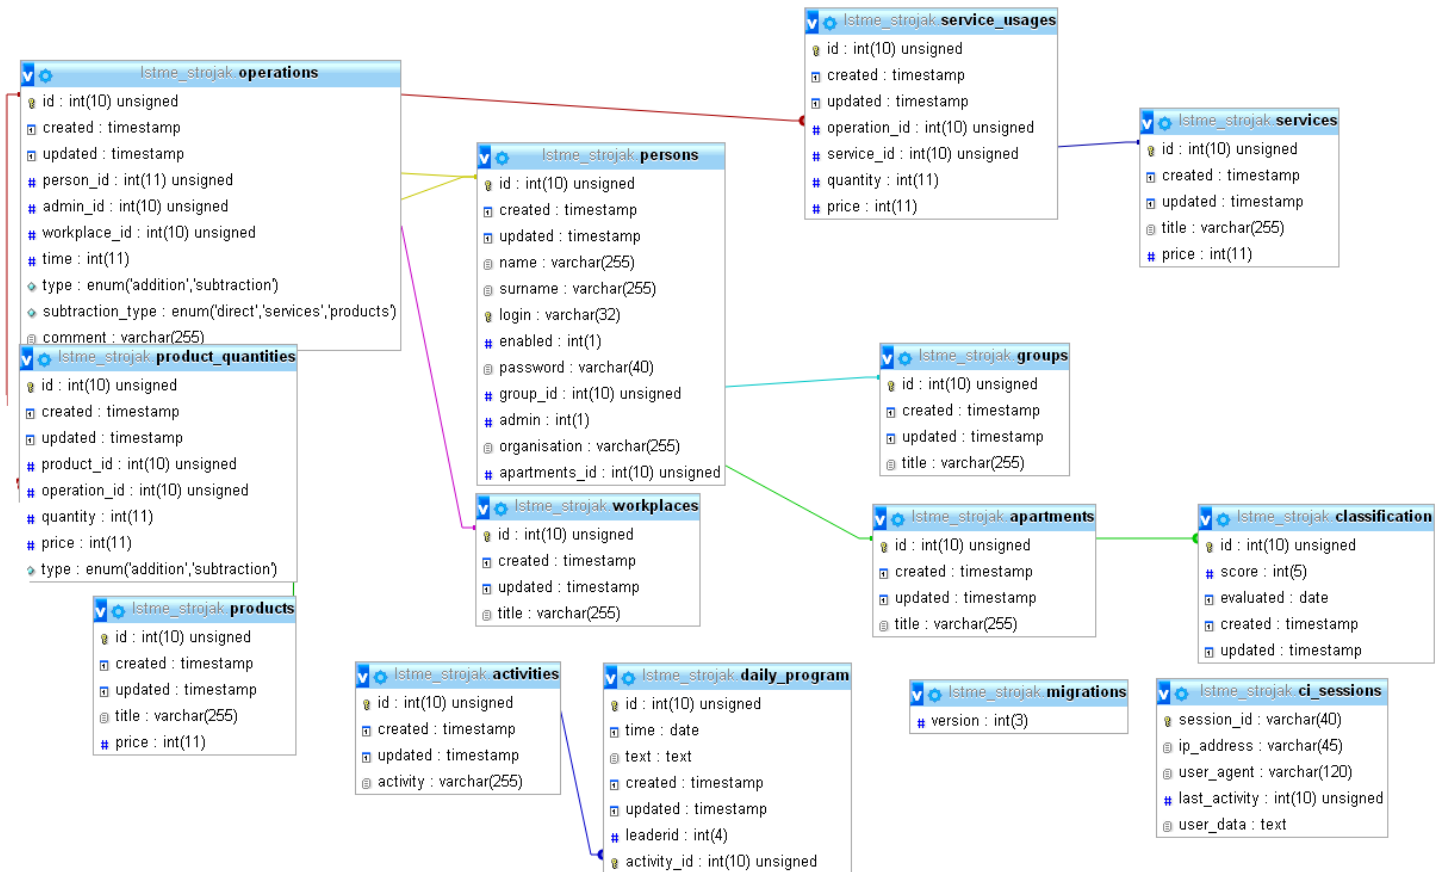 lstme_strojak.operations
id : int(10) unsigned
created : timestamp
updated : timestamp
person_id : int(11) unsigned
admin_id : int(10) unsigned
workplace_id : int(10) unsigned
time : int(11)
type : enum('addition','subtraction')
subtraction_type : enum('direct','services','products')
comment : varchar(255)
lstme_strojak.product_quantities
id : int(10) unsigned
created : timestamp
updated : timestamp
product_id : int(10) unsigned
operation_id : int(10) unsigned
quantity : int(11)
price : int(11)
type : enum('addition','subtraction')
lstme_strojak.products
id : int(10) unsigned
created : timestamp
updated : timestamp
title : varchar(255)
price : int(11)
lstme_strojak.persons
id : int(10) unsigned
created : timestamp
updated : timestamp
name : varchar(255)
surname : varchar(255)
login : varchar(32)
enabled : int(1)
password : varchar(40)
group_id : int(10) unsigned
admin : int(1)
organisation : varchar(255)
apartments_id : int(10) unsigned
lstme_strojak.workplaces
id : int(10) unsigned
created : timestamp
updated : timestamp
title : varchar(255)
lstme_strojak.activities
id : int(10) unsigned
created : timestamp
updated : timestamp
activity : varchar(255)
lstme_strojak.daily_program
id : int(10) unsigned
time : date
text : text
created : timestamp
updated : timestamp
leaderid : int(4)
activity_id : int(10) unsigned
lstme_strojak.service_usages
id : int(10) unsigned
created : timestamp
updated : timestamp
operation_id : int(10) unsigned
service_id : int(10) unsigned
quantity : int(11)
price : int(11)
lstme_strojak.services
id : int(10) unsigned
created : timestamp
updated : timestamp
title : varchar(255)
price : int(11)
lstme_strojak.groups
id : int(10) unsigned
created : timestamp
updated : timestamp
title : varchar(255)
lstme_strojak.apartments
id : int(10) unsigned
created : timestamp
updated : timestamp
title : varchar(255)
lstme_strojak.classification
id : int(10) unsigned
score : int(5)
evaluated : date
created : timestamp
updated : timestamp
lstme_strojak.migrations
version : int(3)
lstme_strojak.ci_sessions
session_id : varchar(40)
ip_address : varchar(45)
user_agent : varchar(120)
last_activity : int(10) unsigned
user_data : text